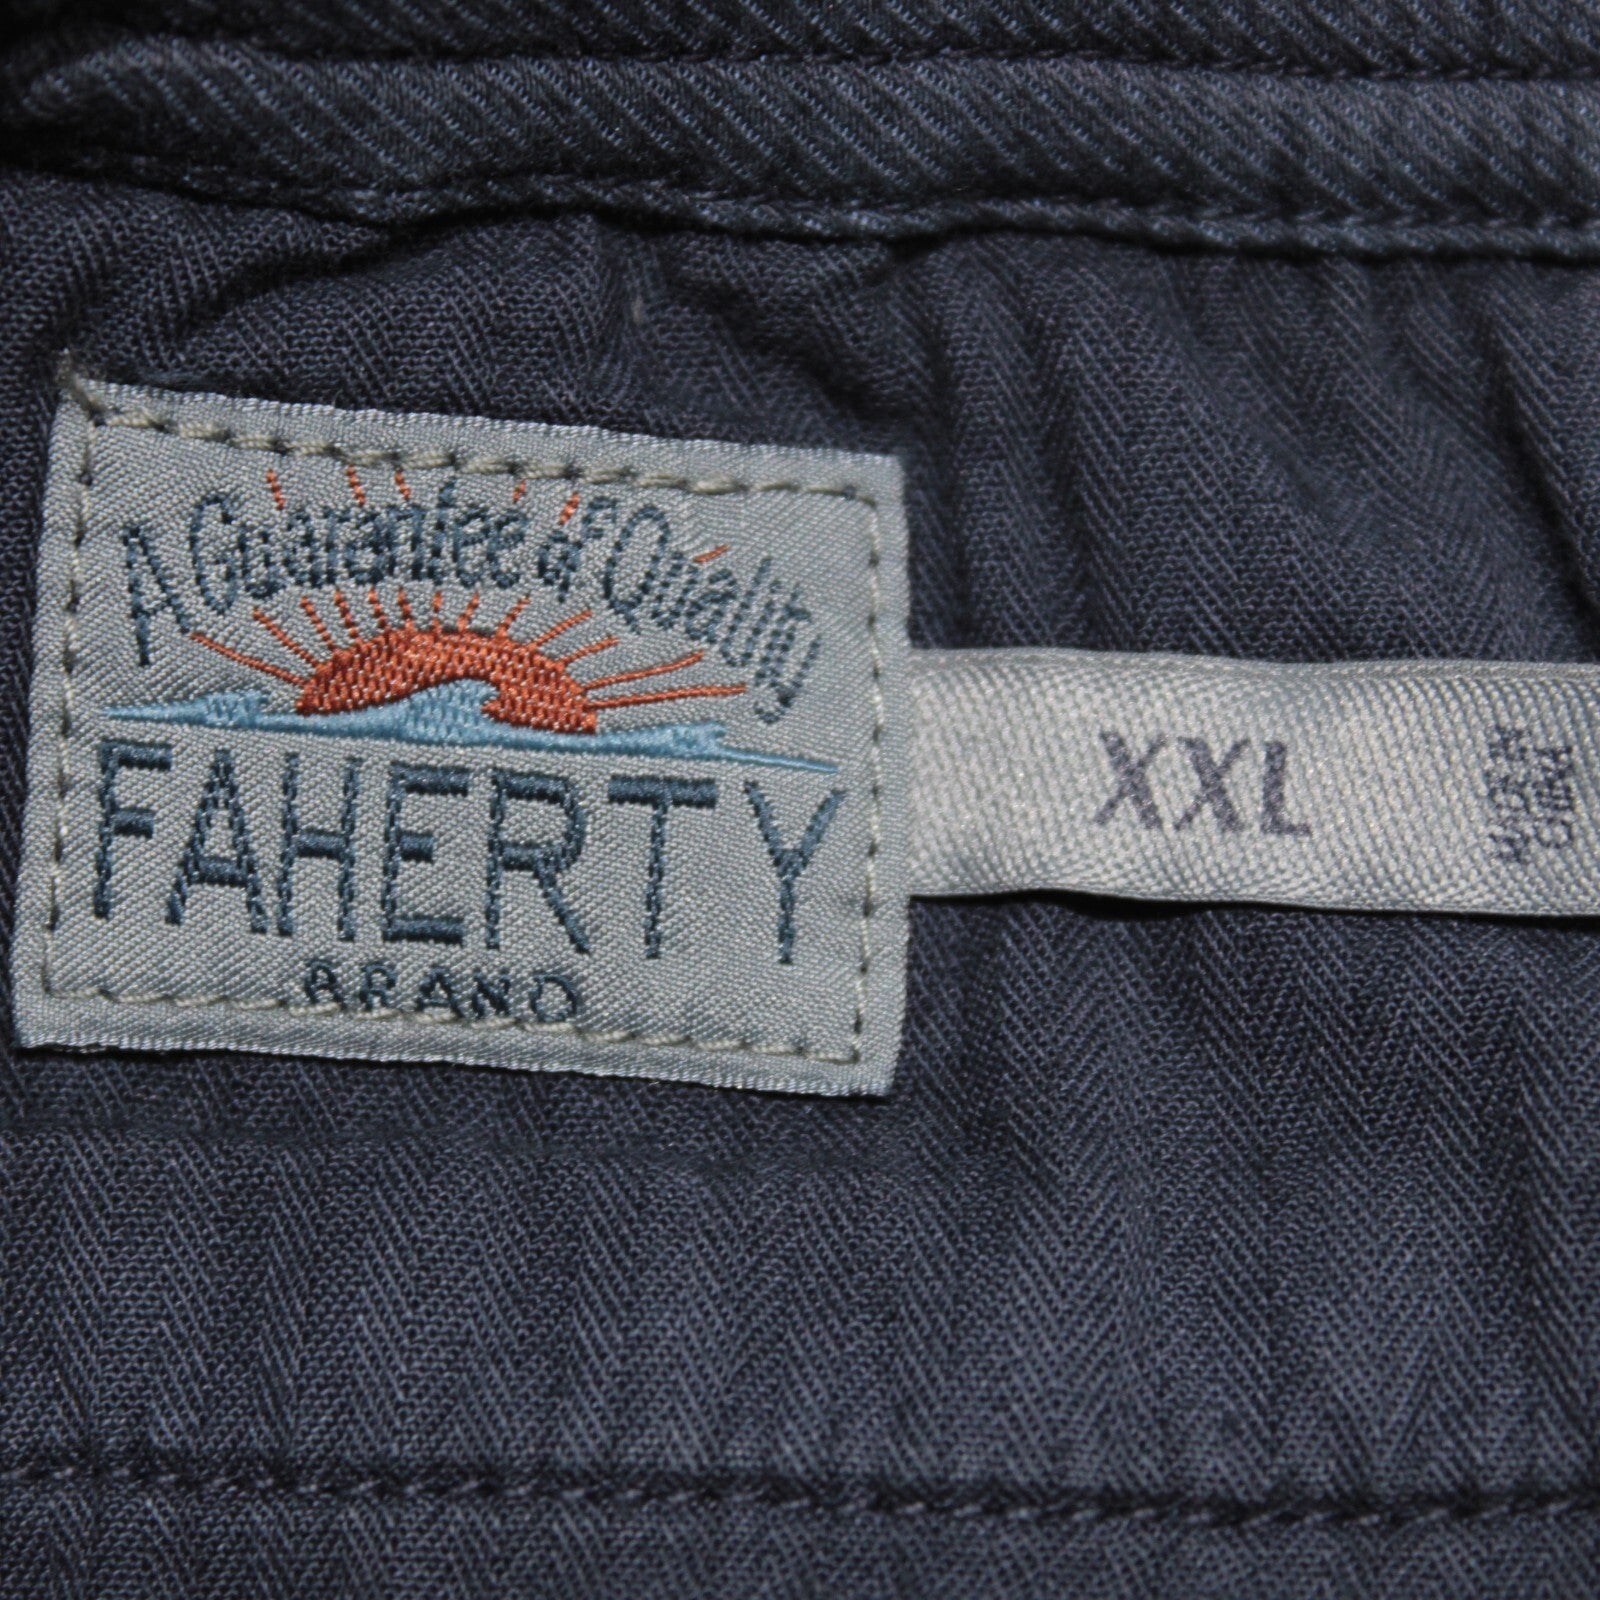 A Guarantee of Quality
FAHERTY
BRAND
XXL